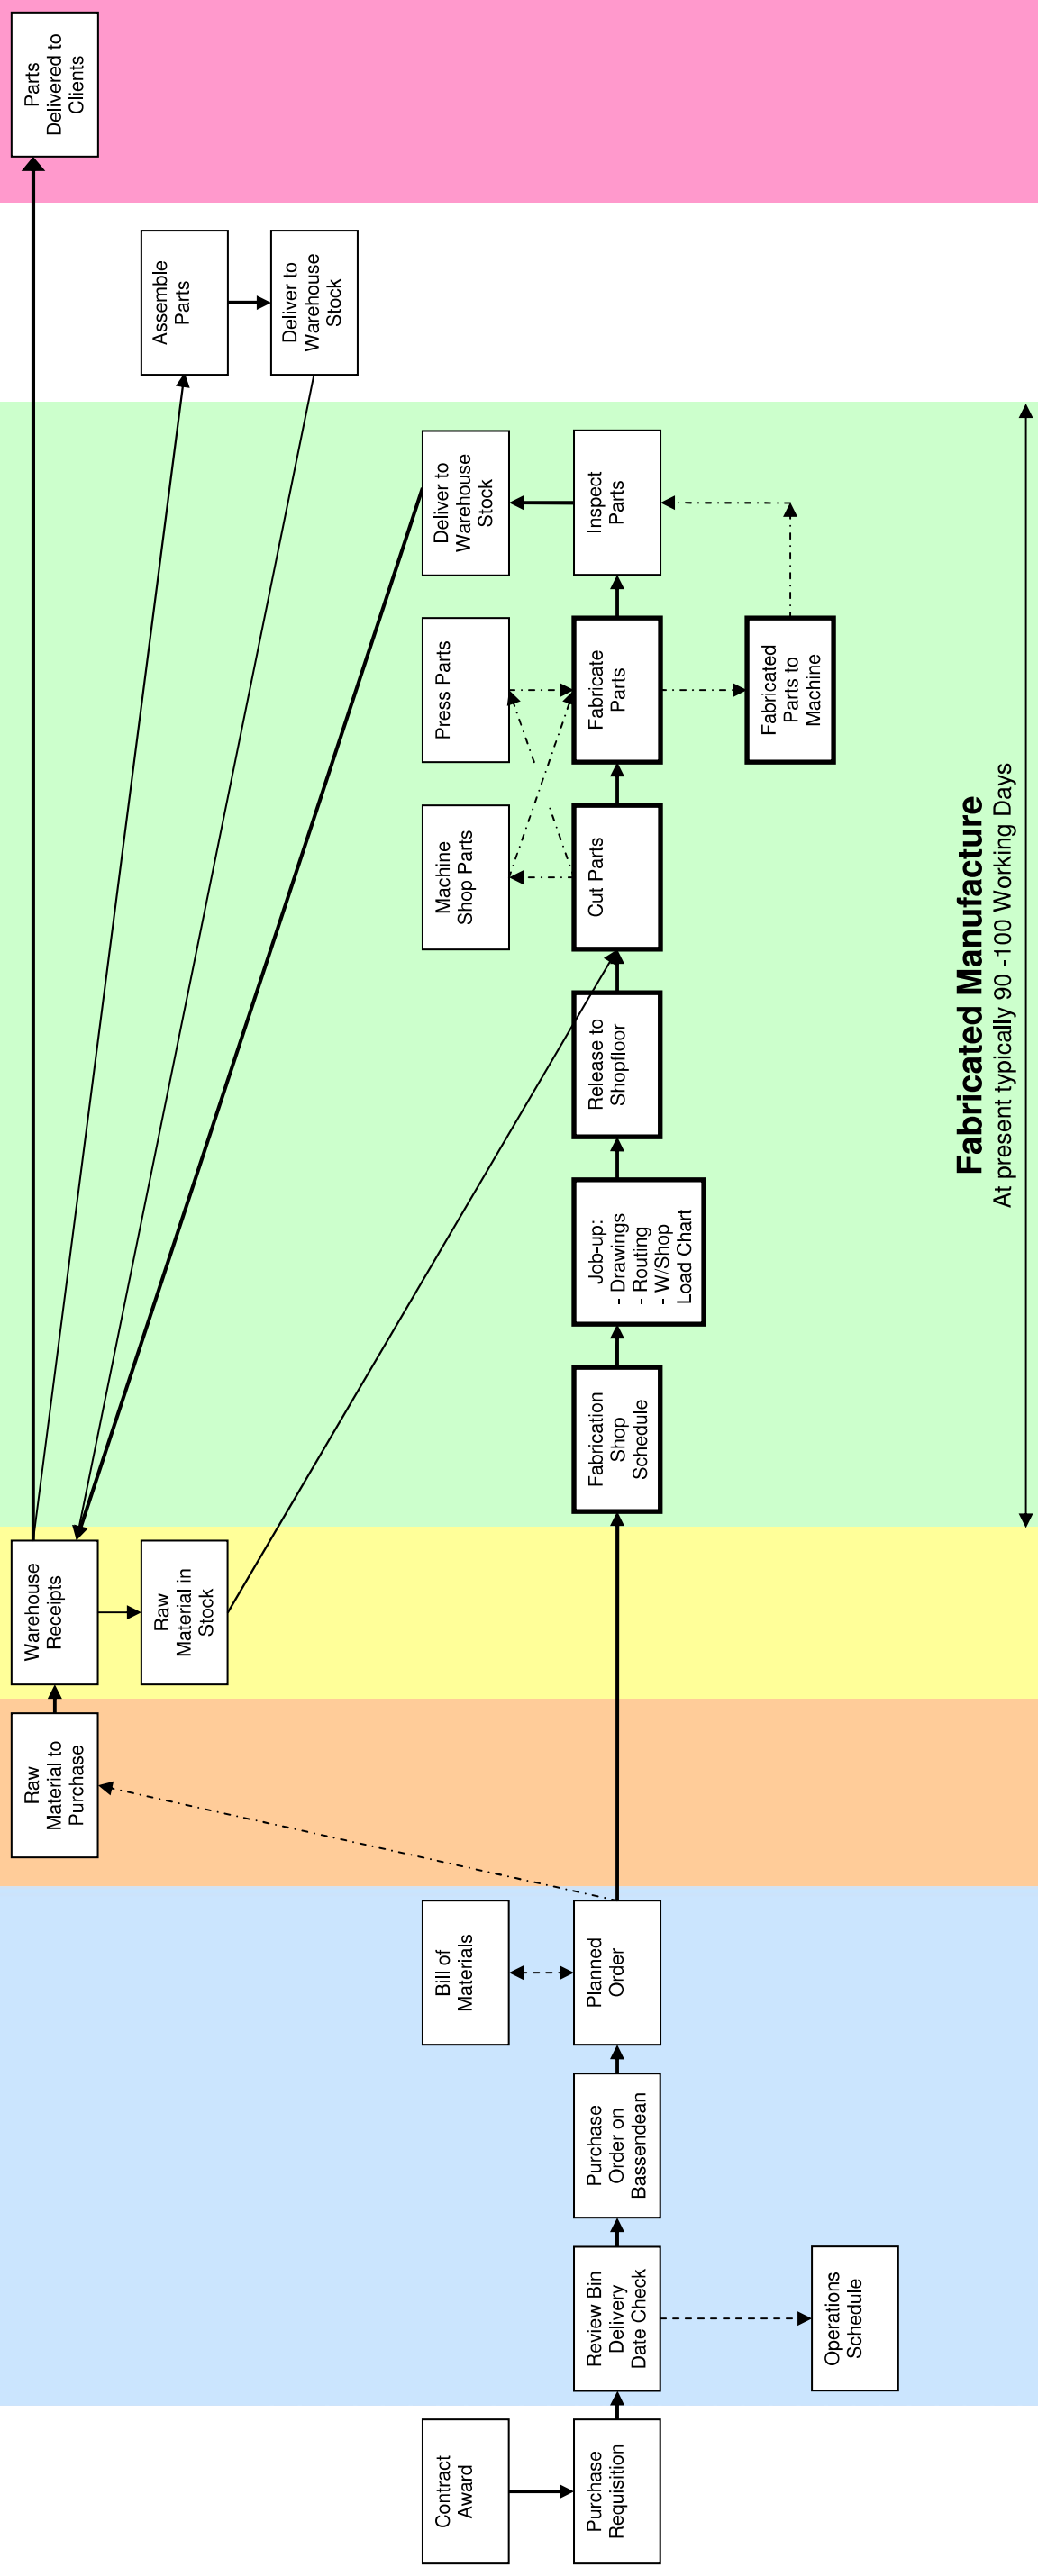 Contract
Award
Purchase
Requisition
Review Bin
Delivery
Date Check
Operations
Schedule
Purchase
Order on
Bassendean
Bill of
Materials
Planned
Order
Raw
Material to
Purchase
Warehouse
Receipts
Raw
Material in
Stock
Fabrication
Shop
Schedule
Job-up:
- Drawings
- Routing
- W/Shop
Load Chart
Release to
Shopfloor
Machine
Shop Parts
Cut Parts
Press Parts
Fabricate
Parts
Fabricated
Parts to
Machine
Deliver to
Warehouse
Stock
Inspect
Parts
Assemble
Parts
Deliver to
Warehouse
Stock
Parts
Delivered to
Clients
Fabricated Manufacture
At present typically 90 -100 Working Days